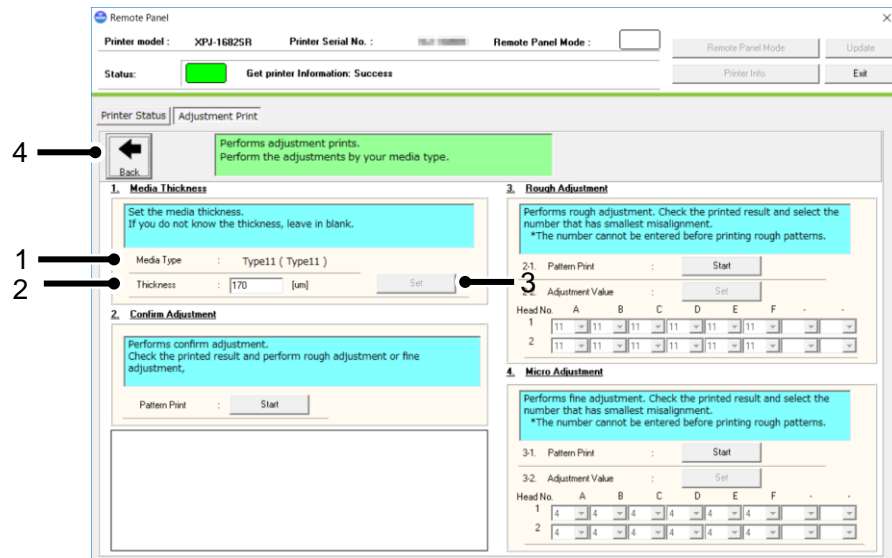 Remote Panel
Printer model :
XPJ-1682SR
Printer Serial No. :
Remote Panel Mode :
Remote Panel Mode
Update
Status:
Get printer Information: Success
Printer Info.
Exit
Printer Status
Adjustment Print
4
Back
Performs adjustment prints.
Perform the adjustments by your media type.
1. Media Thickness
Set the media thickness.
If you do not know the thickness, leave in blank.
1
Media Type : Type11 ( Type11 )
2
Thickness : 170 [um]
Set
3
2. Confirm Adjustment
Performs confirm adjustment.
Check the printed result and perform rough adjustment or fine
adjustment,
Pattern Print : Start
3. Rough Adjustment
Performs rough adjustment. Check the printed result and select the
number that has smallest misalignment.
*The number cannot be entered before printing rough patterns.
2-1. Pattern Print : Start
2-2. Adjustment Value : Set
Head No. A B C D E F - -
1 11 11 11 11 11 11
2 11 11 11 11 11 11
4. Micro Adjustment
Performs fine adjustment. Check the printed result and select the
number that has smallest misalignment.
*The number cannot be entered before printing rough patterns.
3-1. Pattern Print : Start
3-2. Adjustment Value : Set
Head No. A B C D E F - -
1 4 4 4 4 4 4
2 4 4 4 4 4 4